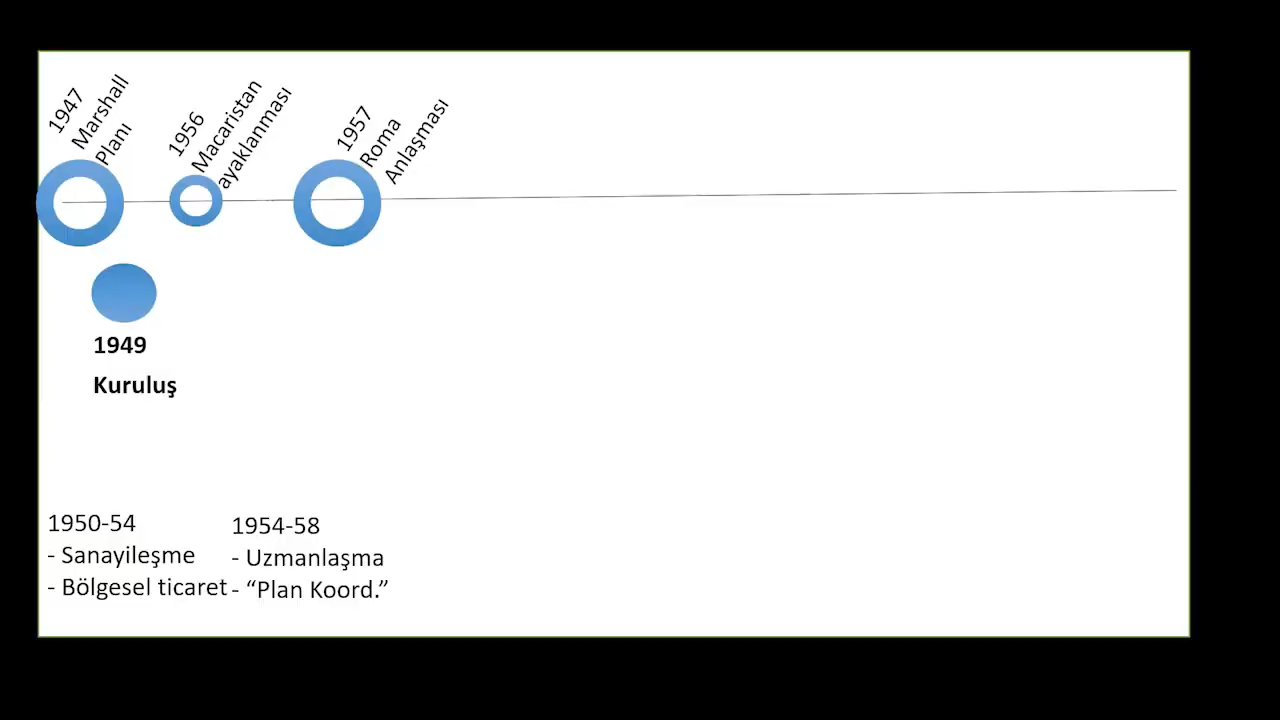 1947
Marshall
Planı
1956
Macaristan
ayaklanması
1957
Roma
Anlaşması
1949
Kuruluş
1950-54
- Sanayileşme
- Bölgesel ticaret
1954-58
- Uzmanlaşma
- “Plan Koord.”